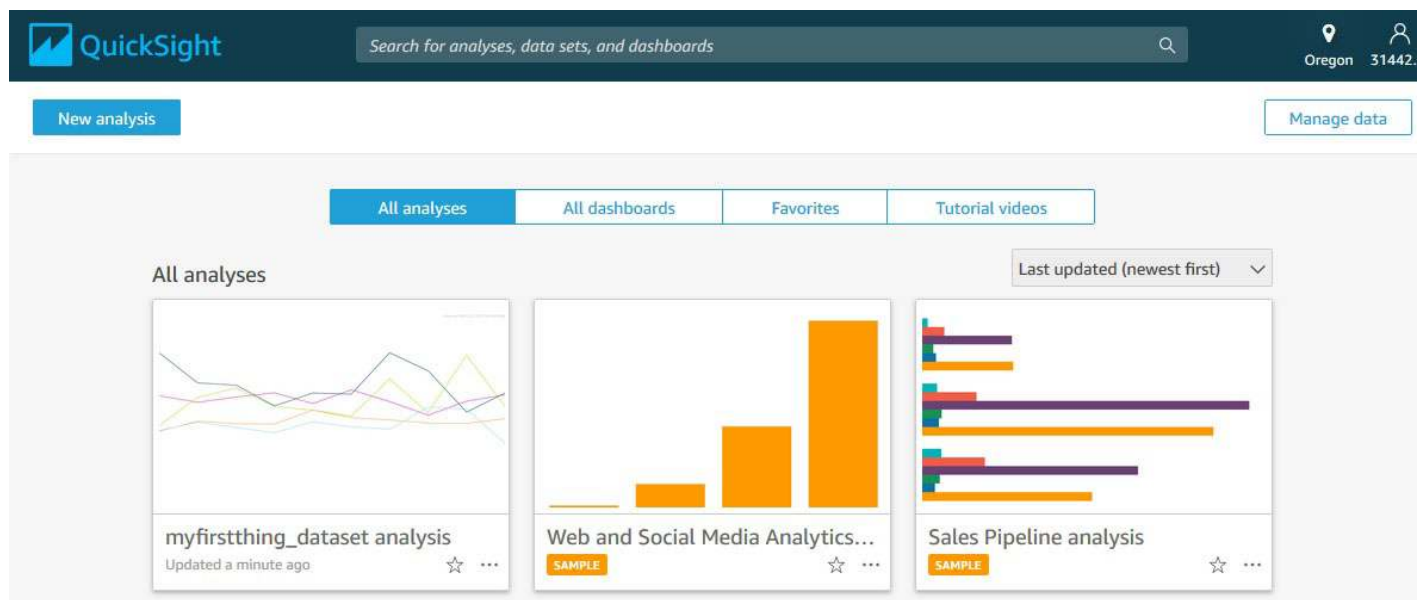 QuickSight
Search for analyses, data sets, and dashboards
Oregon
31442.
New analysis
Manage data
All analyses
All dashboards
Favorites
Tutorial videos
All analyses
Last updated (newest first)
myfirstthing_dataset analysis
Updated a minute ago
Web and Social Media Analytics...
SAMPLE
Sales Pipeline analysis
SAMPLE